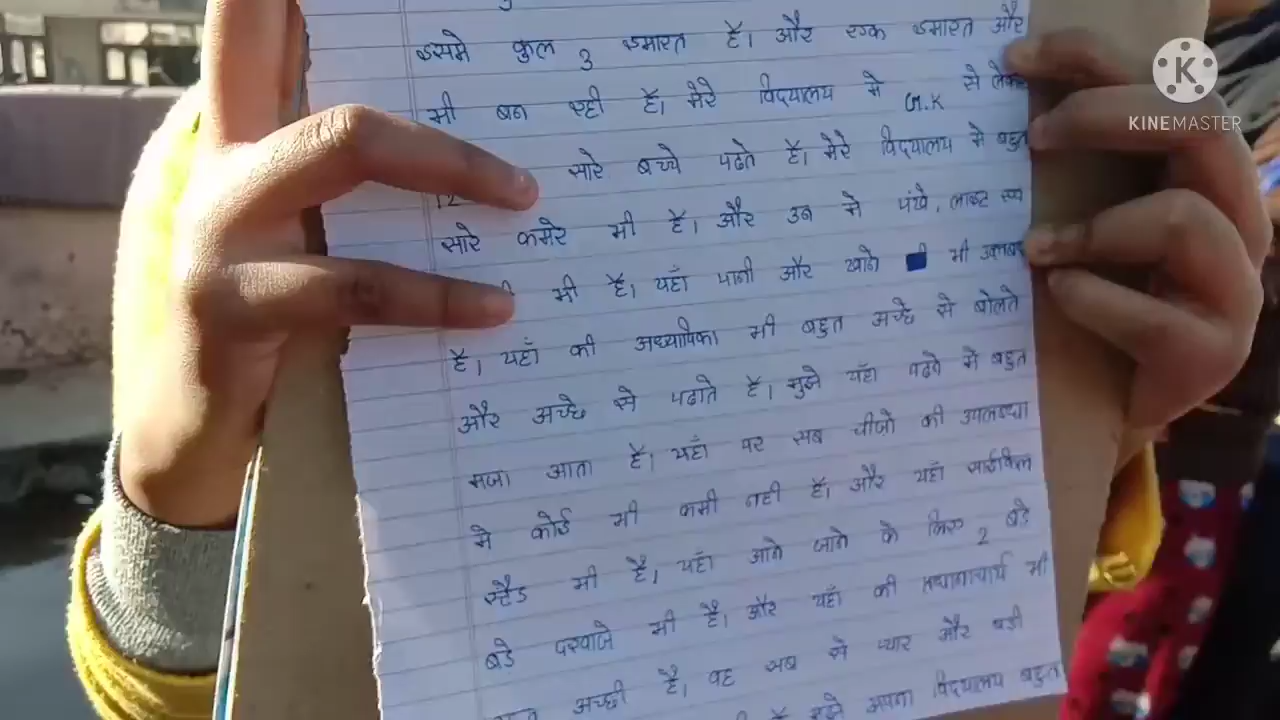 इसमे कुल 3 इमारत है। और एक इमारत और
भी बन रही है। मेरे विद्यालय मे G.K से लेकर
12 सारे बच्चे पढते है। मेरे विद्यालय मे बहुत
सारे कमरे भी है। और उन मे पंखे, लाइट
भी है। यहाँ पानी और खाने भी
है। यहाँ की अध्यापिका भी बहुत अच्छे से बोलते
और अच्छे से पढाते है। मुझे यहाँ पढने मे बहुत
मजा आता है। यहाँ पर सब चीजो की उपलब्धा
मे कोई भी कमी नही है। और यहाँ साईकिल
स्टैड भी है। यहाँ आने जाने के लिए 2 बडे
बडे दरवाजे भी है। और यहाँ की प्रधानाचार्य भी
अच्छी है। वह सब से प्यार और बडी
है मुझे अपना विद्यालय बहुत
KINEMASTER